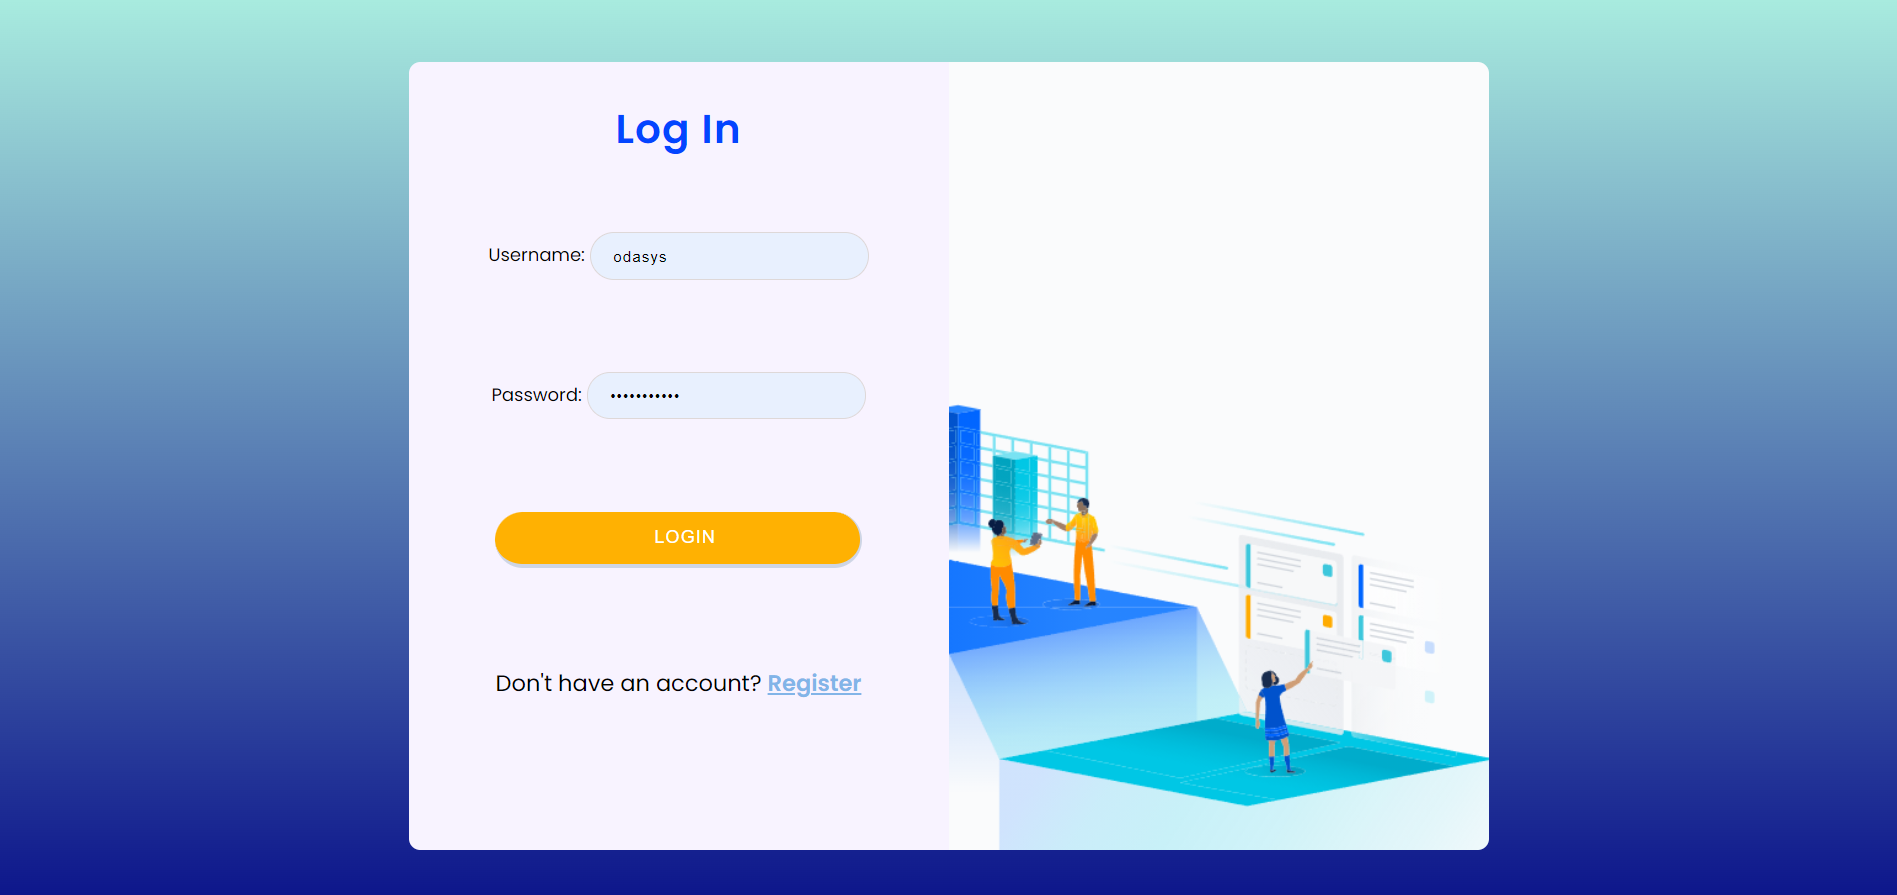 Log In
Username: odasys
Password: •••••••••••
LOGIN
Don't have an account? Register